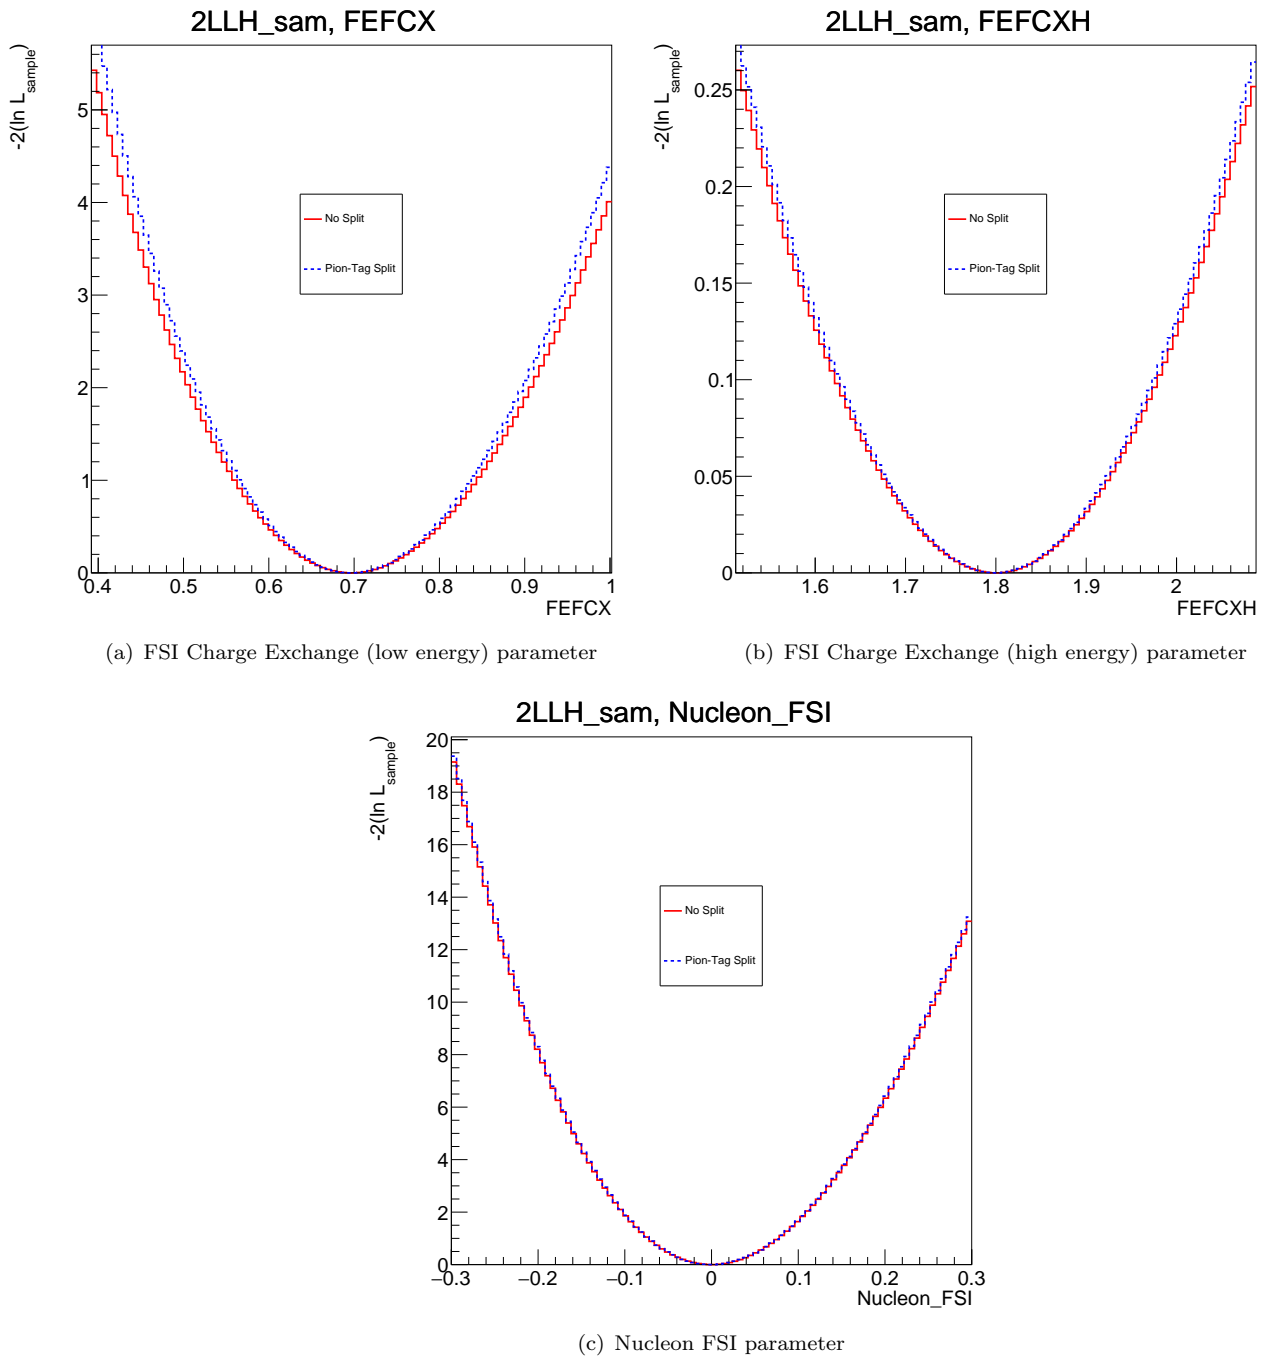 2LLH_sam, FEFCX
-2(ln L_sample)
5
4
3
2
1
0
No Split
Pion-Tag Split
0.4 0.5 0.6 0.7 0.8 0.9 1
FEFCX
(a) FSI Charge Exchange (low energy) parameter
2LLH_sam, FEFCXH
-2(ln L_sample)
0.25
0.2
0.15
0.1
0.05
0
No Split
Pion-Tag Split
1.6 1.7 1.8 1.9 2
FEFCXH
(b) FSI Charge Exchange (high energy) parameter
2LLH_sam, Nucleon_FSI
-2(ln L_sample)
20
18
16
14
12
10
8
6
4
2
0
No Split
Pion-Tag Split
−0.3 −0.2 −0.1 0 0.1 0.2 0.3
Nucleon_FSI
(c) Nucleon FSI parameter